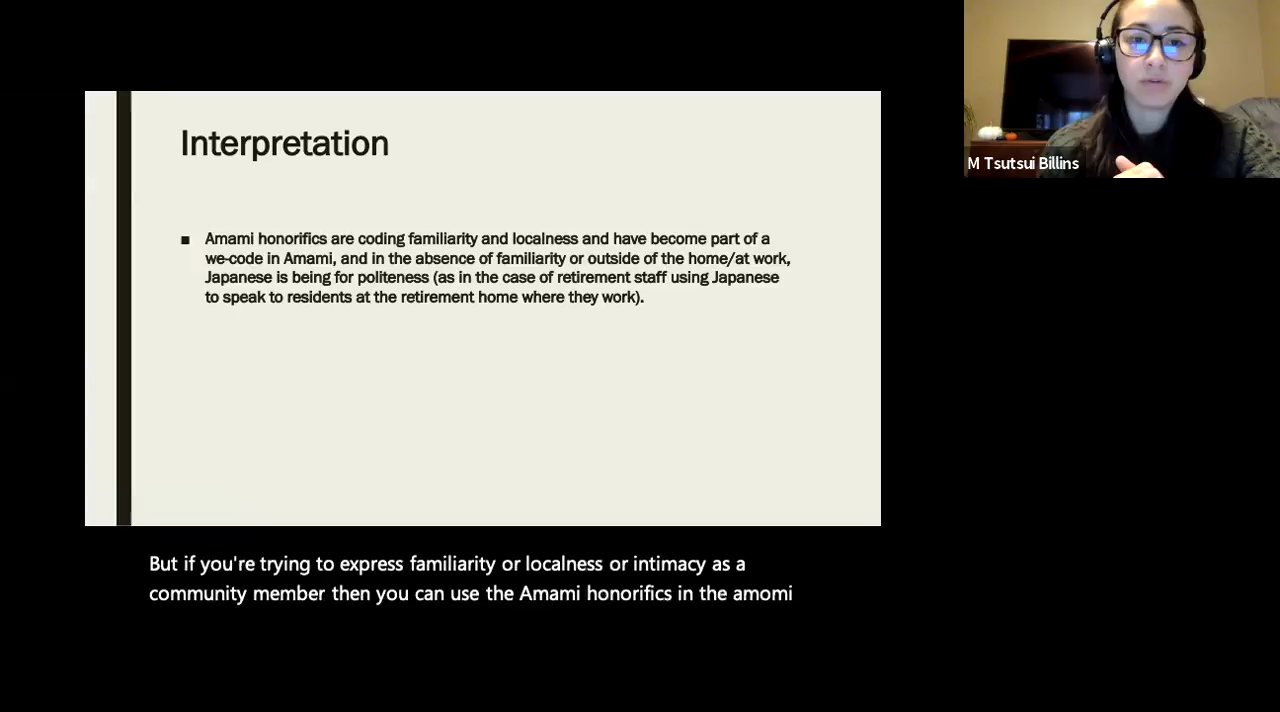 M Tsutsui Billins
Interpretation
■ Amami honorifics are coding familiarity and localness and have become part of a
we-code in Amami, and in the absence of familiarity or outside of the home/at work,
Japanese is being for politeness (as in the case of retirement staff using Japanese
to speak to residents at the retirement home where they work).
But if you're trying to express familiarity or localness or intimacy as a
community member then you can use the Amami honorifics in the amomi